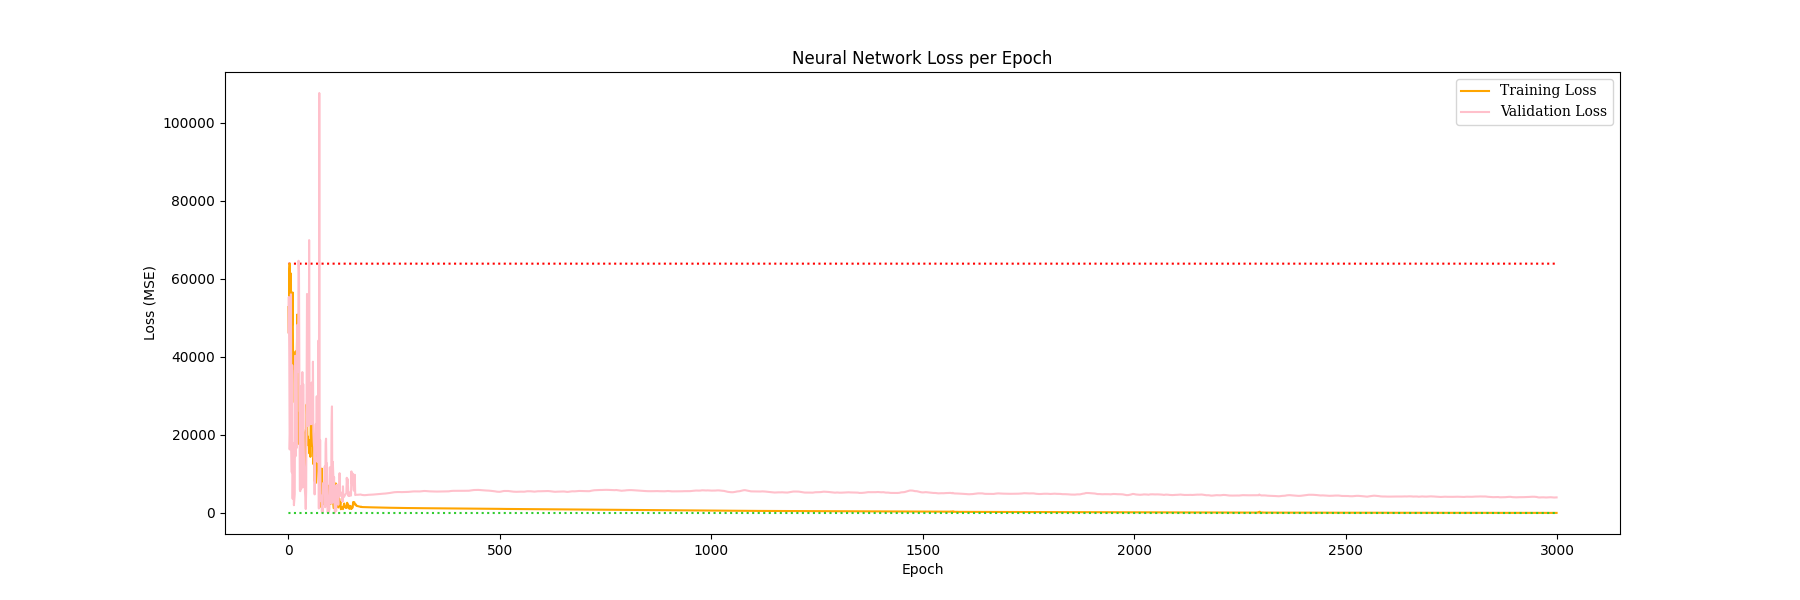 Neural Network Loss per Epoch
Training Loss
Validation Loss
100000
80000
60000
40000
20000
0
Loss (MSE)
0 500 1000 1500 2000 2500 3000
Epoch